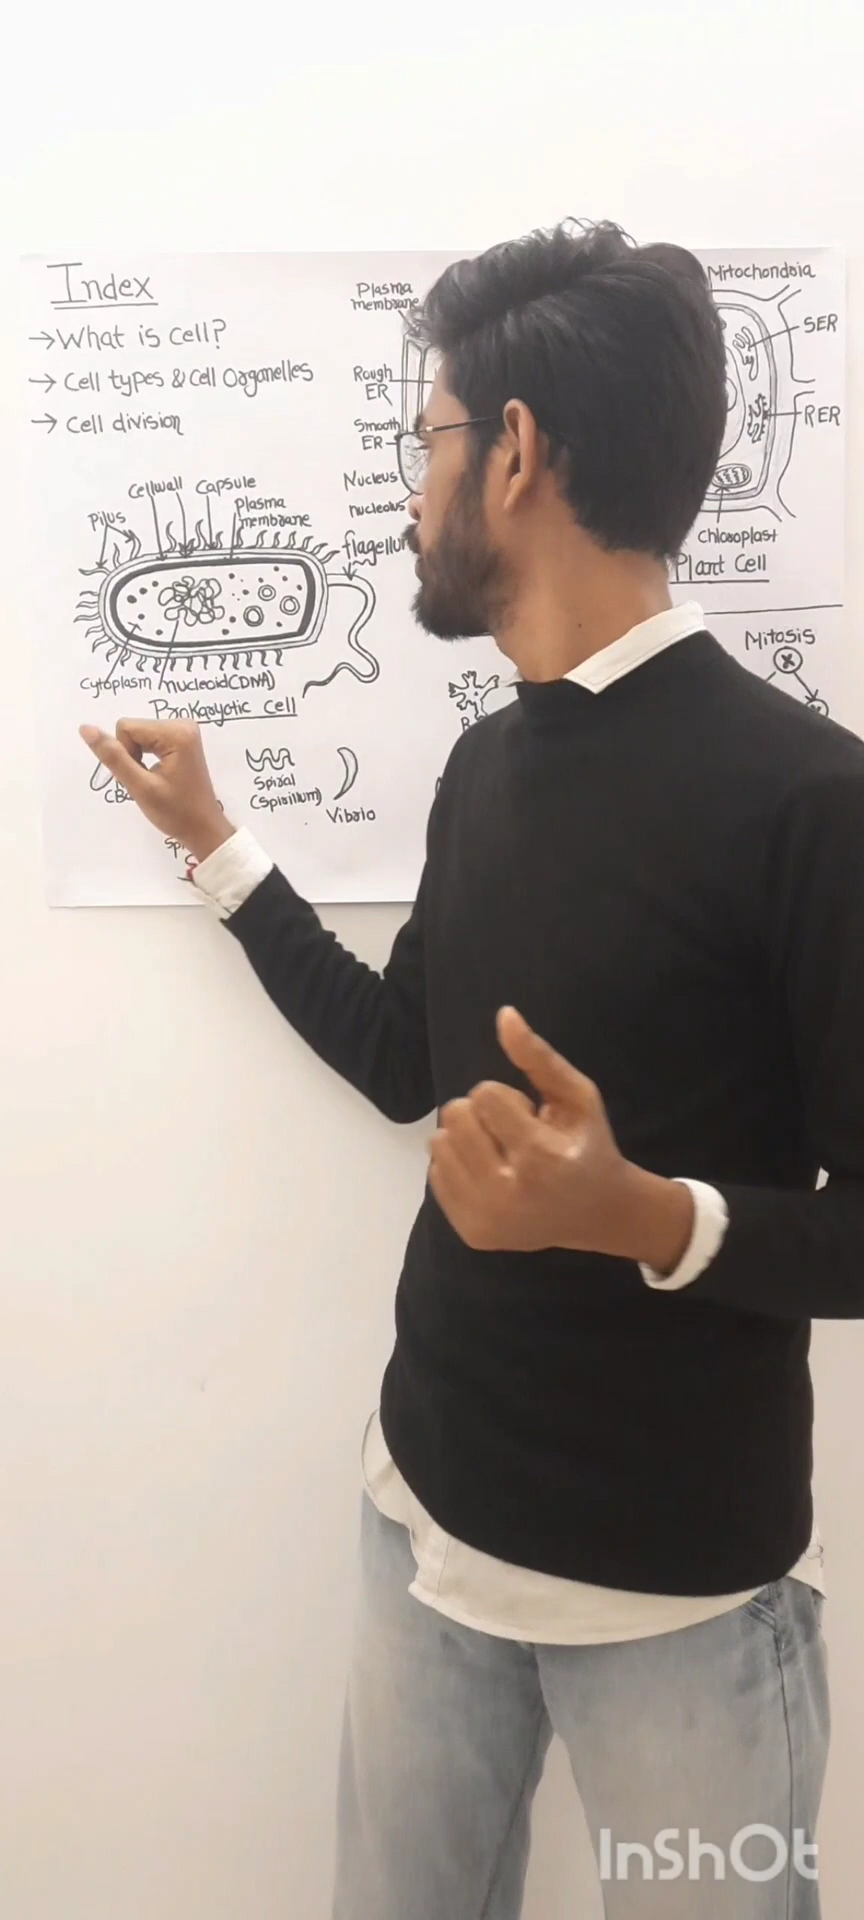 Index
→ What is cell?
→ Cell types & Cell Organelles
→ Cell division
Pilus
Cellwall
Capsule
Plasma
membrane
flagellum
Cytoplasm
nucleoid(DNA)
Prokaryotic Cell
Spiral
(Spirillum)
Vibrio
Plasma
membrane
Rough
ER
Smooth
ER
Nucleus
nucleolus
Mitochondria
SER
RER
Chloroplast
Plant Cell
Mitosis
InShOt